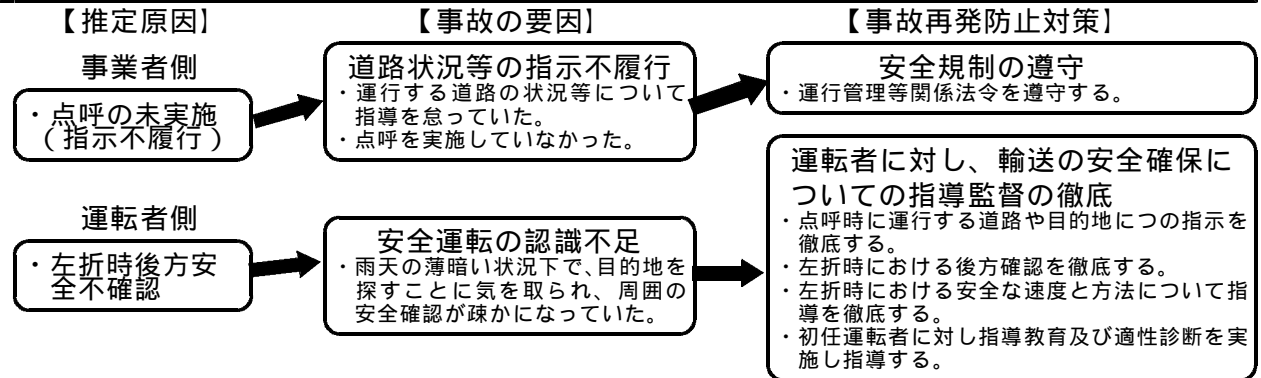 【推定原因】
【事故の要因】
【事故再発防止対策】
事業者側
・点呼の未実施
（指示不履行）
道路状況等の指示不履行
・運行する道路の状況等について
指導を怠っていた。
・点呼を実施していなかった。
安全規制の遵守
・運行管理等関係法令を遵守する。
運転者側
・左折時後方安
全不確認
安全運転の認識不足
・雨天の薄暗い状況下で、目的地を
探すことに気を取られ、周囲の
安全確認が疎かになっていた。
運転者に対し、輸送の安全確保に
ついての指導監督の徹底
・点呼時に運行する道路や目的地につの指示を
徹底する。
・左折時における後方確認を徹底する。
・左折時における安全な速度と方法について指
導を徹底する。
・初任運転者に対し指導教育及び適性診断を実
施し指導する。